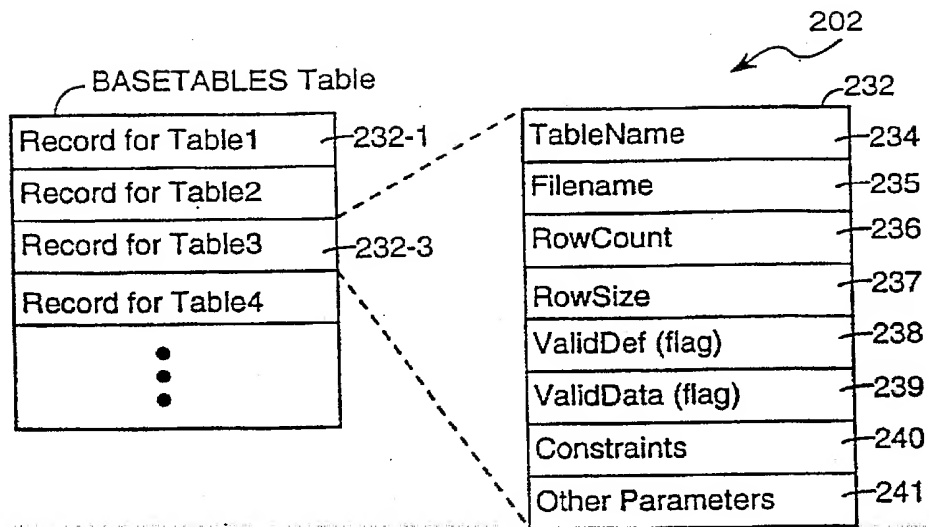 202
BASETABLES Table
232
Record for Table1
232-1
Record for Table2
Record for Table3
232-3
Record for Table4
TableName
234
Filename
235
RowCount
236
RowSize
237
ValidDef (flag)
238
ValidData (flag)
239
Constraints
240
Other Parameters
241